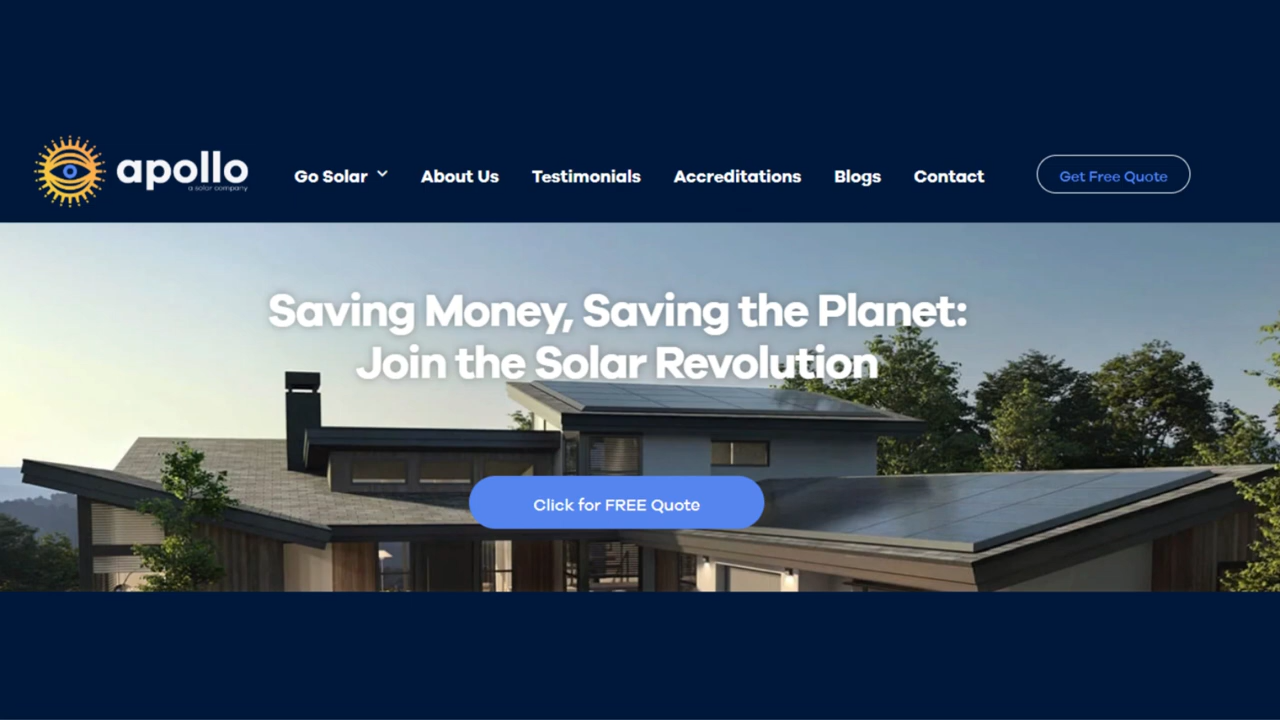 apollo
a solar company
Go Solar
About Us
Testimonials
Accreditations
Blogs
Contact
Get Free Quote
Saving Money, Saving the Planet:
Join the Solar Revolution
Click for FREE Quote